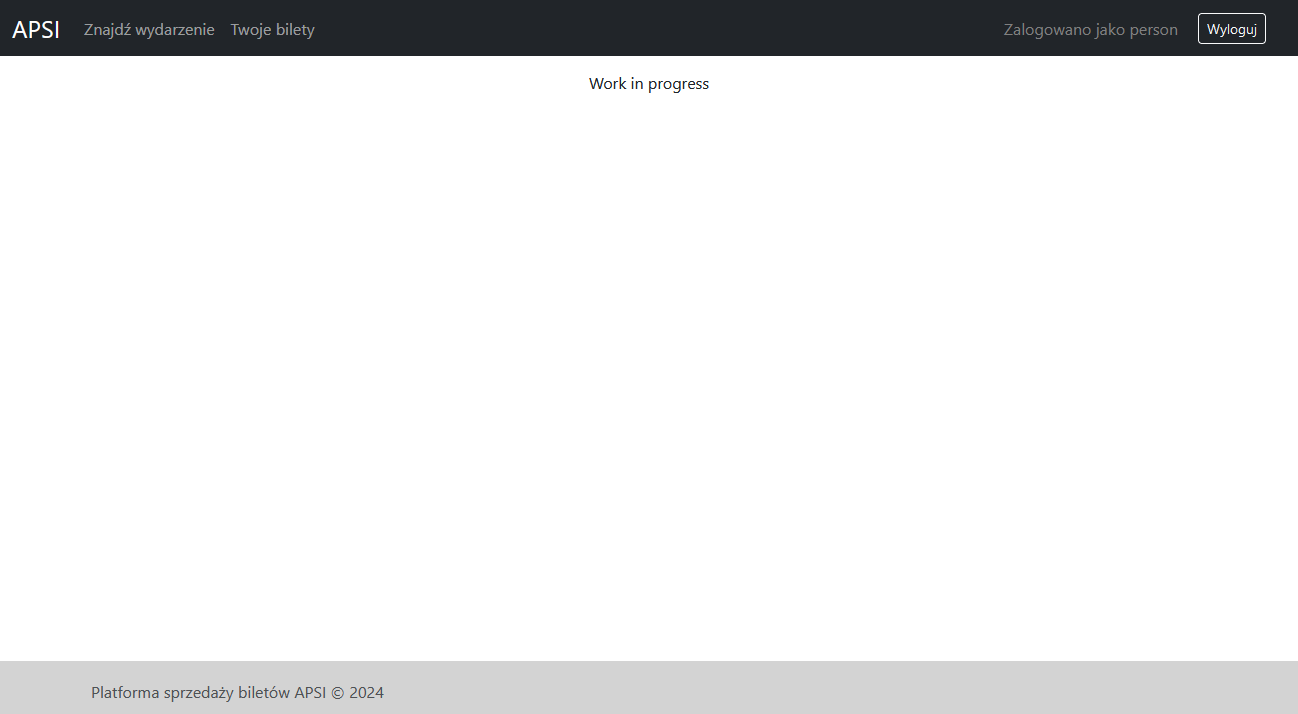 APSI Znajdź wydarzenie Twoje bilety Zalogowano jako person Wyloguj
Work in progress
Platforma sprzedaży biletów APSI © 2024